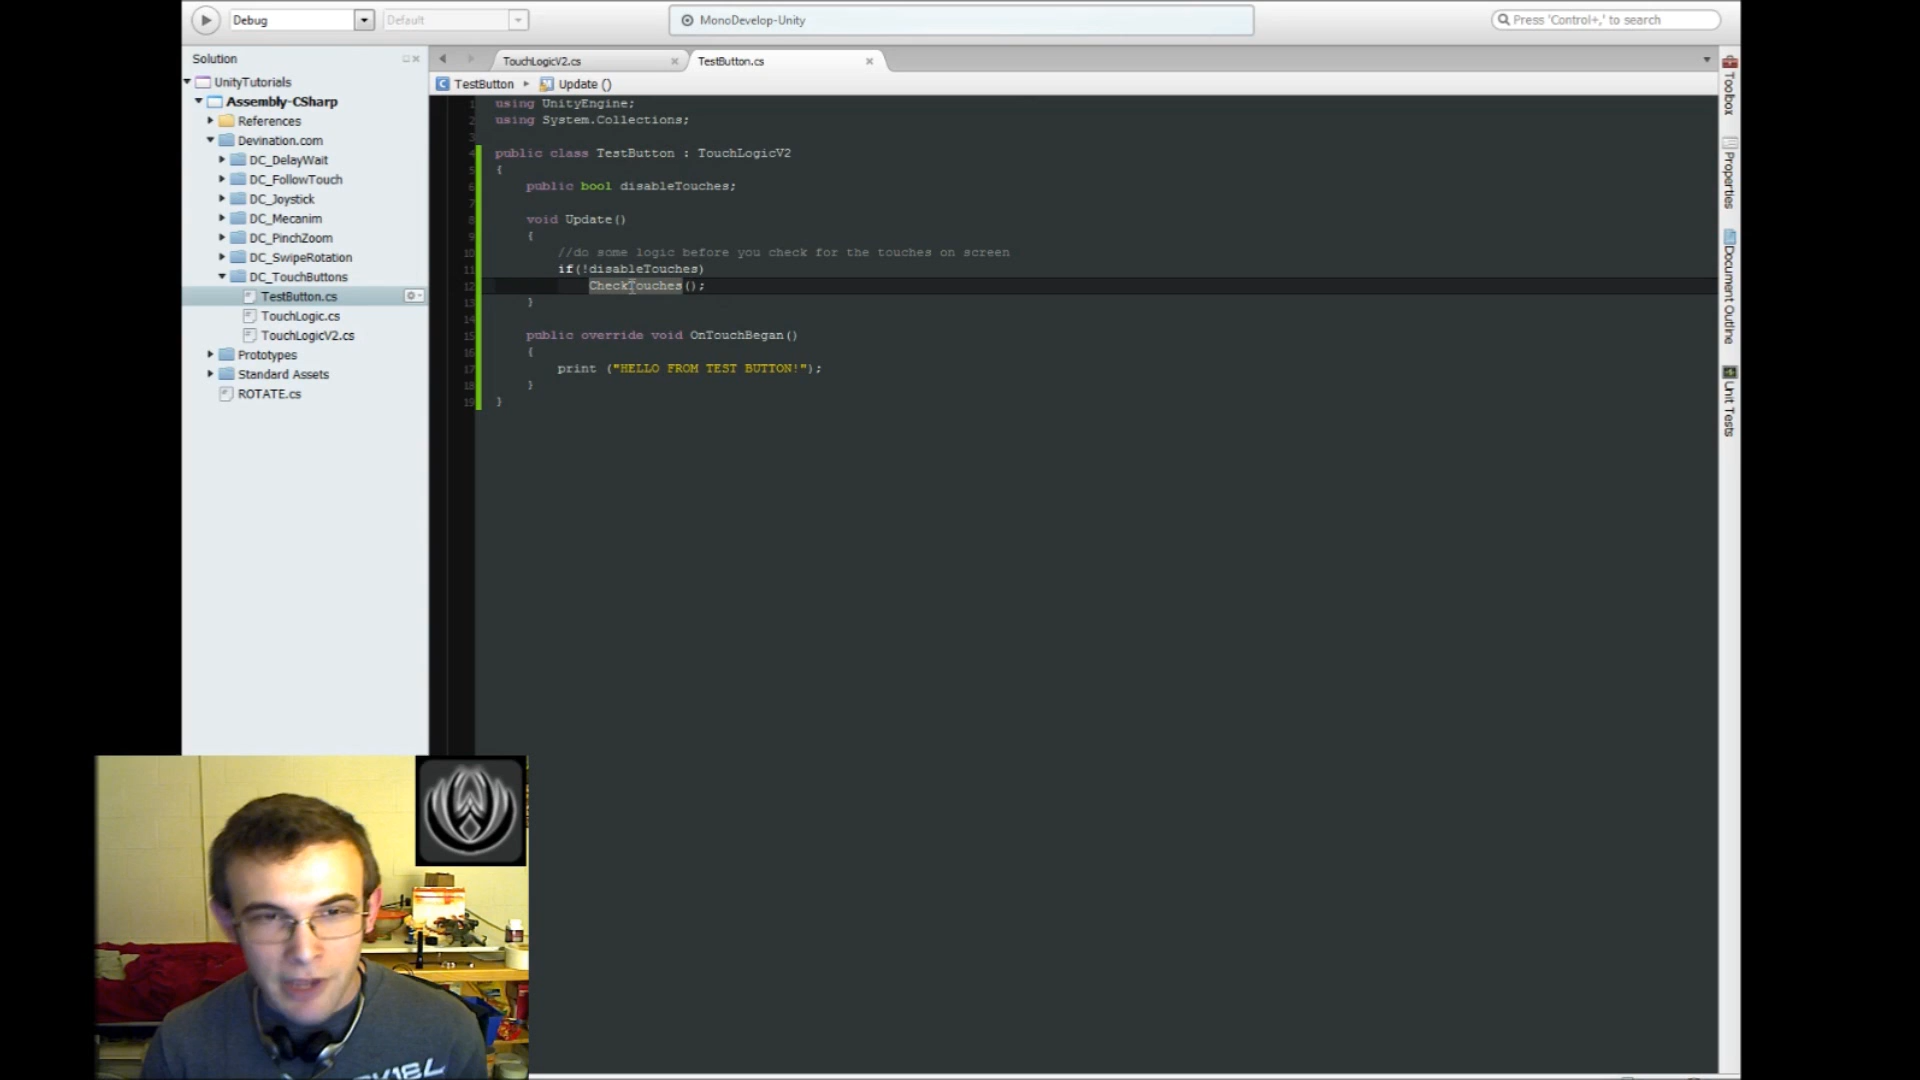 Debug
Default
MonoDevelop-Unity
Press 'Control+,' to search
Solution
UnityTutorials
Assembly-CSharp
References
Devination.com
DC_DelayWait
DC_FollowTouch
DC_Joystick
DC_Mecanim
DC_PinchZoom
DC_SwipeRotation
DC_TouchButtons
TestButton.cs
TouchLogic.cs
TouchLogicV2.cs
Prototypes
Standard Assets
ROTATE.cs
TouchLogicV2.cs
TestButton.cs
TestButton
Update ()
1 using UnityEngine;
2 using System.Collections;
3
4 public class TestButton : TouchLogicV2
5 {
6 public bool disableTouches;
7
8 void Update()
9 {
10 //do some logic before you check for the touches on screen
11 if(!disableTouches)
12 CheckTouches();
13 }
14
15 public override void OnTouchBegan()
16 {
17 print ("HELLO FROM TEST BUTTON!");
18 }
19 }
Toolbox
Properties
Document Outline
Unit Tests